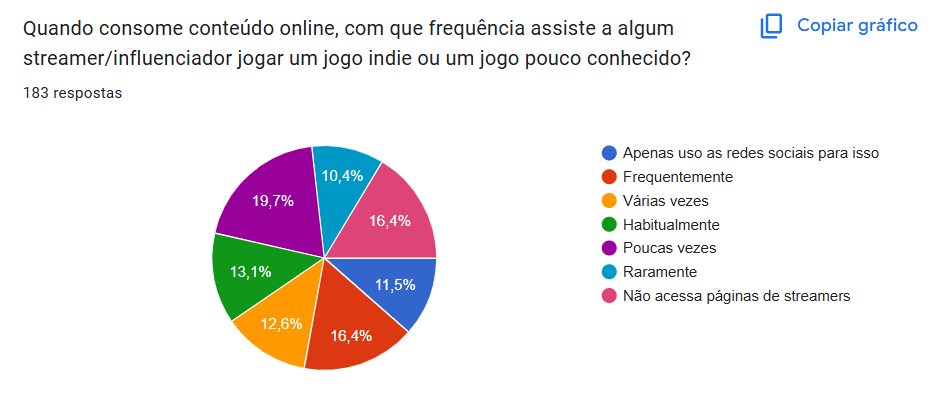 Quando consome conteúdo online, com que frequência assiste a algum
streamer/influenciador jogar um jogo indie ou um jogo pouco conhecido?
Copiar gráfico
183 respostas
10,4%
19,7%
16,4%
13,1%
11,5%
12,6%
16,4%
Apenas uso as redes sociais para isso
Frequentemente
Várias vezes
Habitualmente
Poucas vezes
Raramente
Não acessa páginas de streamers